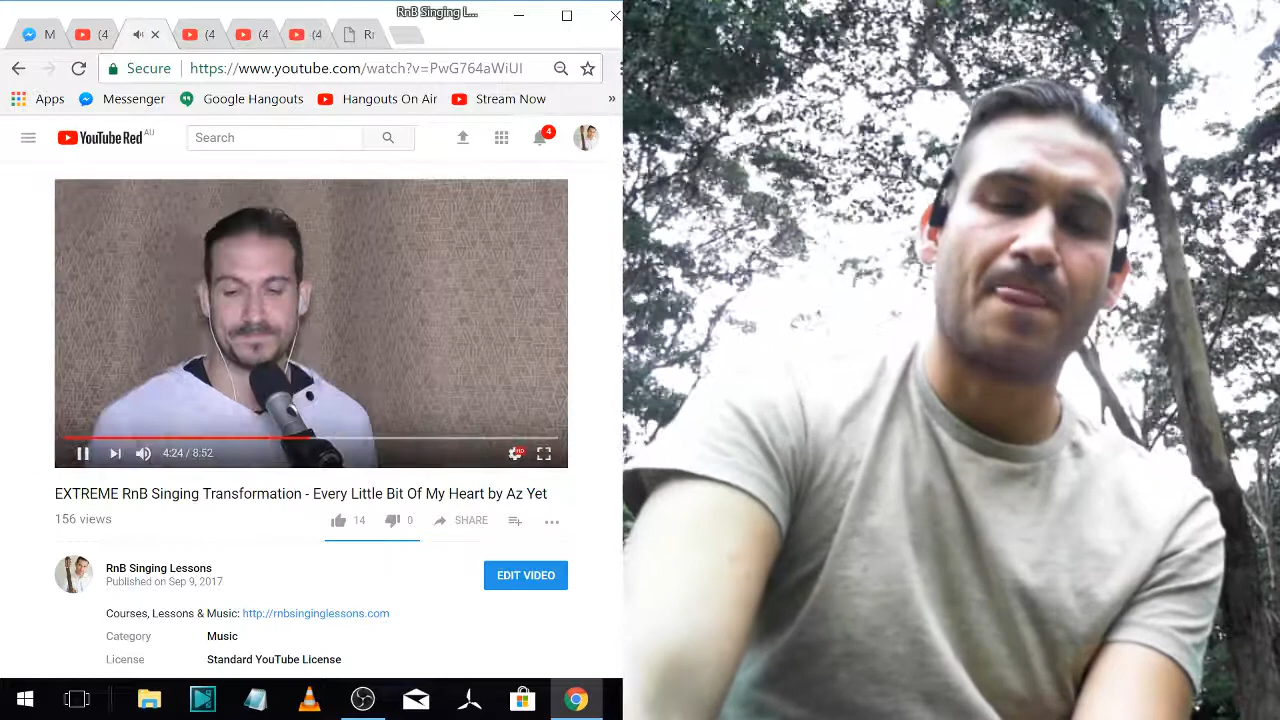 RnB Singing L...
M
(4
(4
(4
(4
Secure
https://www.youtube.com/watch?v=PwG764aWiUI
Apps
Messenger
Google Hangouts
Hangouts On Air
Stream Now
»
YouTube Red AU
Search
4
4:24 / 8:52
HD
EXTREME RnB Singing Transformation - Every Little Bit Of My Heart by Az Yet
156 views
14
0
SHARE
RnB Singing Lessons
Published on Sep 9, 2017
EDIT VIDEO
Courses, Lessons & Music: http://rnbsinginglessons.com
Category Music
License Standard YouTube License